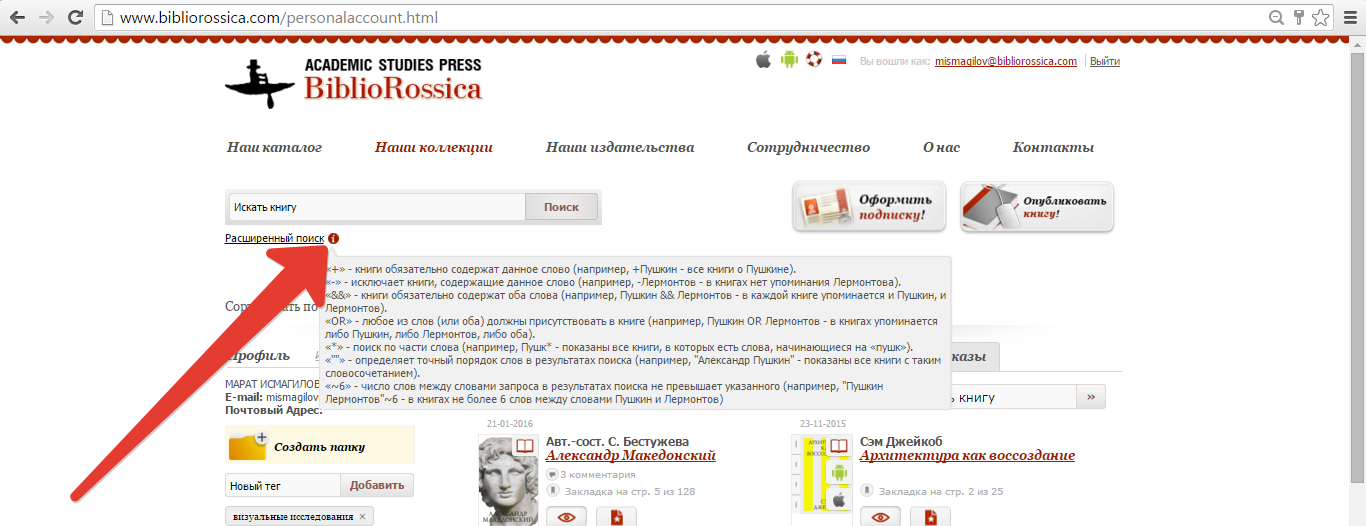 www.bibliorossica.com/personalaccount.html
ACADEMIC STUDIES PRESS
BiblioRossica
Вы вошли как: mismagilov@bibliorossica.com Выйти
Наш каталог Наши коллекции Наши издательства Сотрудничество О нас Контакты
Искать книгу Поиск
Оформить
подписку!
Опубликовать
книгу!
Расширенный поиск
«+» - книги обязательно содержат данное слово (например, +Пушкин - все книги о Пушкине).
«-» - исключает книги, содержащие данное слово (например, -Лермонтов - в книгах нет упоминания Лермонтова).
«&&» - книги обязательно содержат оба слова (например, Пушкин && Лермонтов - в каждой книге упоминается и Пушкин, и
Лермонтов).
«OR» - любое из слов (или оба) должны присутствовать в книге (например, Пушкин OR Лермонтов - в книгах упоминается
либо Пушкин, либо Лермонтов, либо оба).
«*» - поиск по части слова (например, Пушк* - показаны все книги, в которых есть слова, начинающиеся на «пушк»).
«""» - определяет точный порядок слов в результатах поиска (например, "Александр Пушкин" - показаны все книги с таким
словосочетанием).
«~6» - число слов между словами запроса в результатах поиска не превышает указанного (например, "Пушкин
Лермонтов"~6 - в книгах не более 6 слов между словами Пушкин и Лермонтов)
по
Профиль
МАРАТ ИСМАГИЛОВ
E-mail: mismagilov
Почтовый Адрес:
книгу »
Создать папку
Новый тег Добавить
визуальные исследования ×
21-01-2016
Авт.-сост. С. Бестужева
Александр Македонский
3 комментария
Закладка на стр. 5 из 128
АЛЕКСАНДР
МАКЕДОНСКИЙ
23-11-2015
Сэм Джейкоб
Архитектура как воссоздание
Закладка на стр. 2 из 25